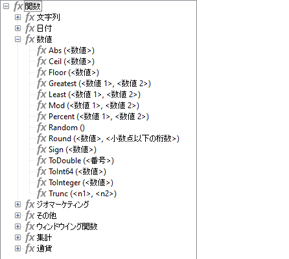 関数
fx 文字列
fx 日付
fx 数値
fx Abs (<数値>)
fx Ceil (<数値>)
fx Floor (<数値>)
fx Greatest (<数値 1>, <数値 2>)
fx Least (<数値 1>, <数値 2>)
fx Mod (<数値 1>, <数値 2>)
fx Percent (<数値 1>, <数値 2>)
fx Random ()
fx Round (<数値>, <小数点以下の桁数>)
fx Sign (<数値>)
fx ToDouble (<番号>)
fx ToInt64 (<数値>)
fx ToInteger (<数値>)
fx Trunc (<n1>, <n2>)
fx ジオマーケティング
fx その他
fx ウィンドウイング関数
fx 集計
fx 通貨